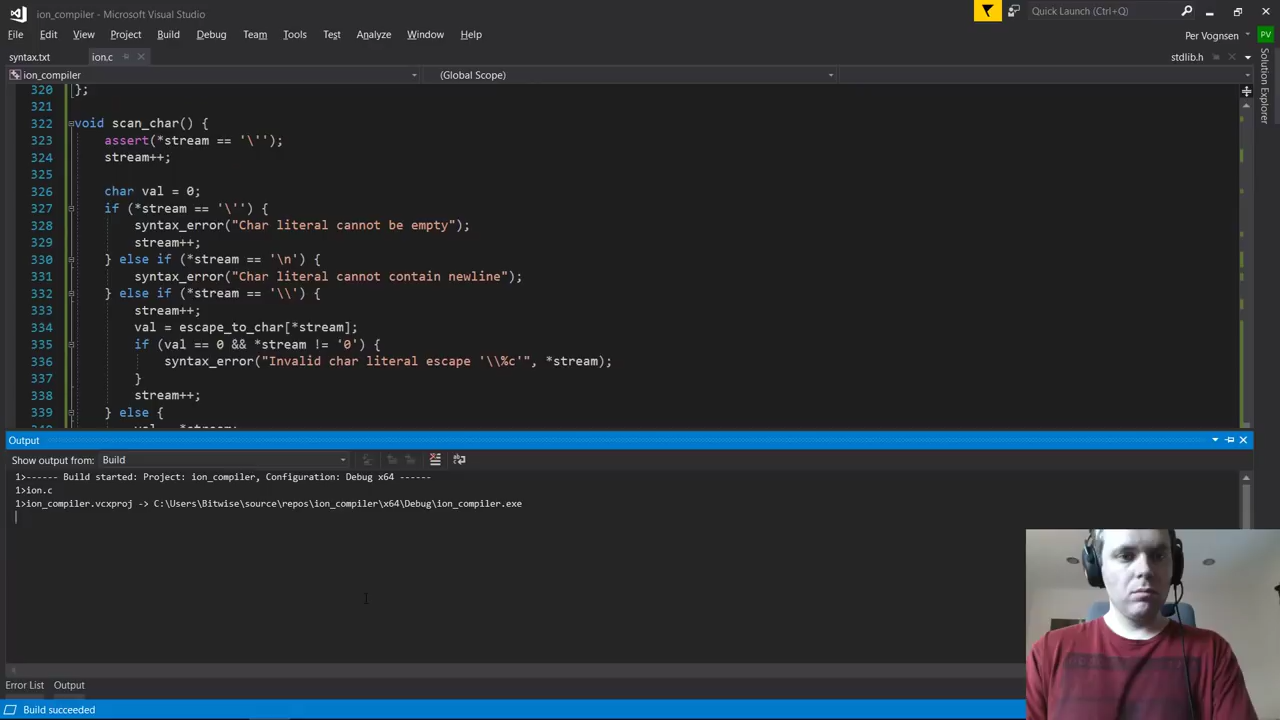 ion_compiler - Microsoft Visual Studio
Quick Launch (Ctrl+Q)
File Edit View Project Build Debug Team Tools Test Analyze Window Help
Per Vognsen PV
syntax.txt ion.c stdlib.h
ion_compiler (Global Scope)
Solution Explorer
320 };
321
322 void scan_char() {
323 assert(*stream == '\'');
324 stream++;
325
326 char val = 0;
327 if (*stream == '\'') {
328 syntax_error("Char literal cannot be empty");
329 stream++;
330 } else if (*stream == '\n') {
331 syntax_error("Char literal cannot contain newline");
332 } else if (*stream == '\\') {
333 stream++;
334 val = escape_to_char[*stream];
335 if (val == 0 && *stream != '0') {
336 syntax_error("Invalid char literal escape '\\%c'", *stream);
337 }
338 stream++;
339 } else {
Output
Show output from: Build
1>------ Build started: Project: ion_compiler, Configuration: Debug x64 ------
1>ion.c
1>ion_compiler.vcxproj -> C:\Users\Bitwise\source\repos\ion_compiler\x64\Debug\ion_compiler.exe
Error List Output
Build succeeded